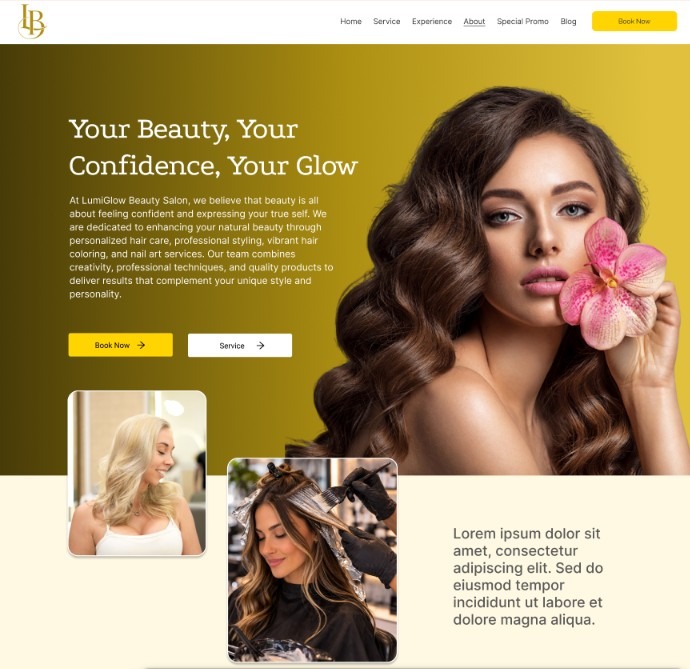 LB
Home Service Experience About Special Promo Blog Book Now
Your Beauty, Your
Confidence, Your Glow
At LumiGlow Beauty Salon, we believe that beauty is all
about feeling confident and expressing your true self. We
are dedicated to enhancing your natural beauty through
personalized hair care, professional styling, vibrant hair
coloring, and nail art services. Our team combines
creativity, professional techniques, and quality products to
deliver results that complement your unique style and
personality.
Book Now
Service
Lorem ipsum dolor sit
amet, consectetur
adipiscing elit. Sed do
eiusmod tempor
incididunt ut labore et
dolore magna aliqua.